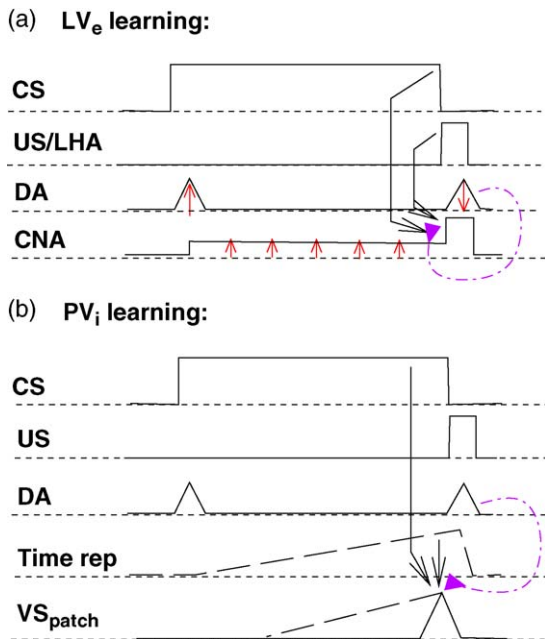 (a) LVe learning:
CS
US/LHA
DA
CNA
(b) PVi learning:
CS
US
DA
Time rep
VSpatch